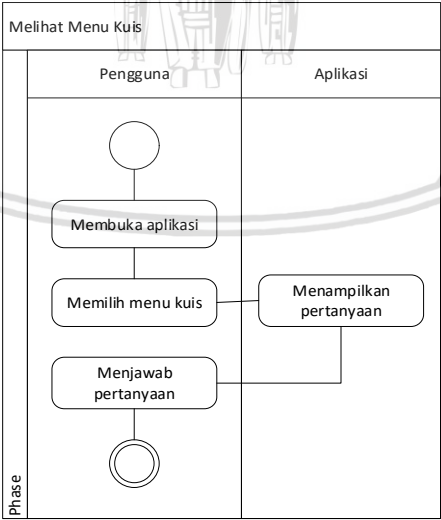 Melihat Menu Kuis
Pengguna
Aplikasi
Membuka aplikasi
Memilih menu kuis
Menampilkan
pertanyaan
Menjawab
pertanyaan
Phase